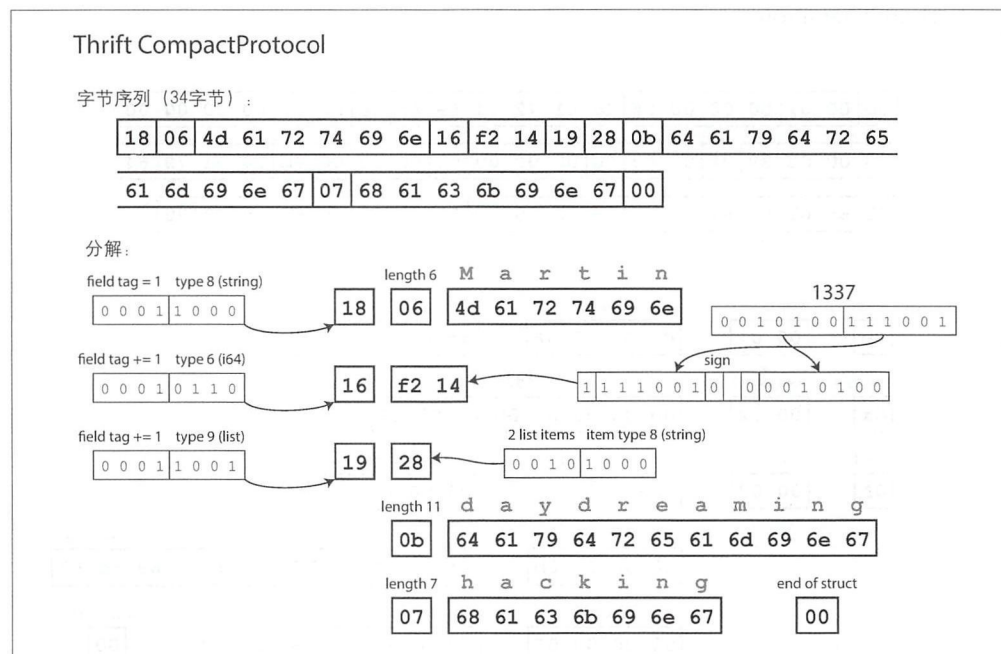 Thrift CompactProtocol
字节序列（34字节）：
18 06 4d 61 72 74 69 6e 16 f2 14 19 28 0b 64 61 79 64 72 65
61 6d 69 6e 67 07 68 61 63 6b 69 6e 67 00
分解：
length 6 M a r t i n
field tag = 1 type 8 (string)
0 0 0 1 1 0 0 0
18 06 4d 61 72 74 69 6e
1337
0 0 1 0 1 0 0 1 1 1 0 0 1
sign
field tag += 1 type 6 (i64)
0 0 0 1 0 1 1 0
16 f2 14
1 1 1 1 0 0 1 0 0 0 0 1 0 1 0 0
field tag += 1 type 9 (list)
0 0 0 1 1 0 0 1
19 28
2 list items item type 8 (string)
0 0 1 0 1 0 0 0
length 11 d a y d r e a m i n g
0b 64 61 79 64 72 65 61 6d 69 6e 67
length 7 h a c k i n g
07 68 61 63 6b 69 6e 67
end of struct
00